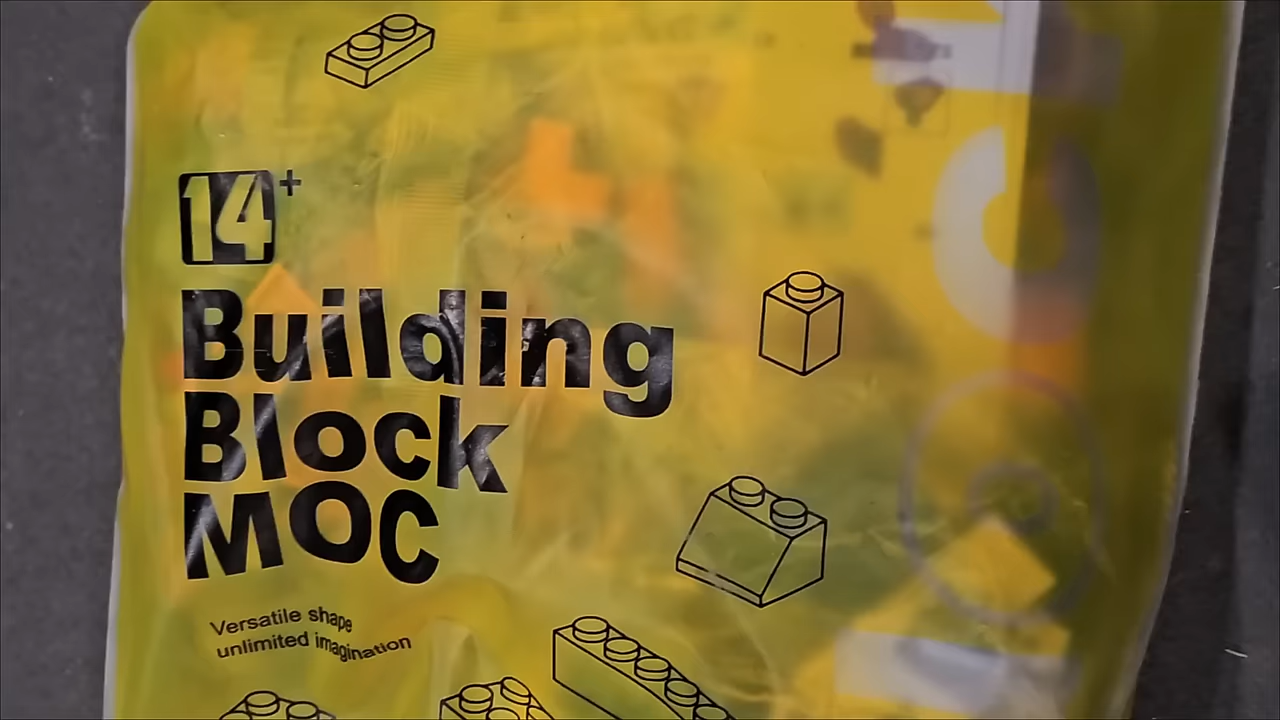 14+
Building
Block
MOC
Versatile shape
unlimited imagination